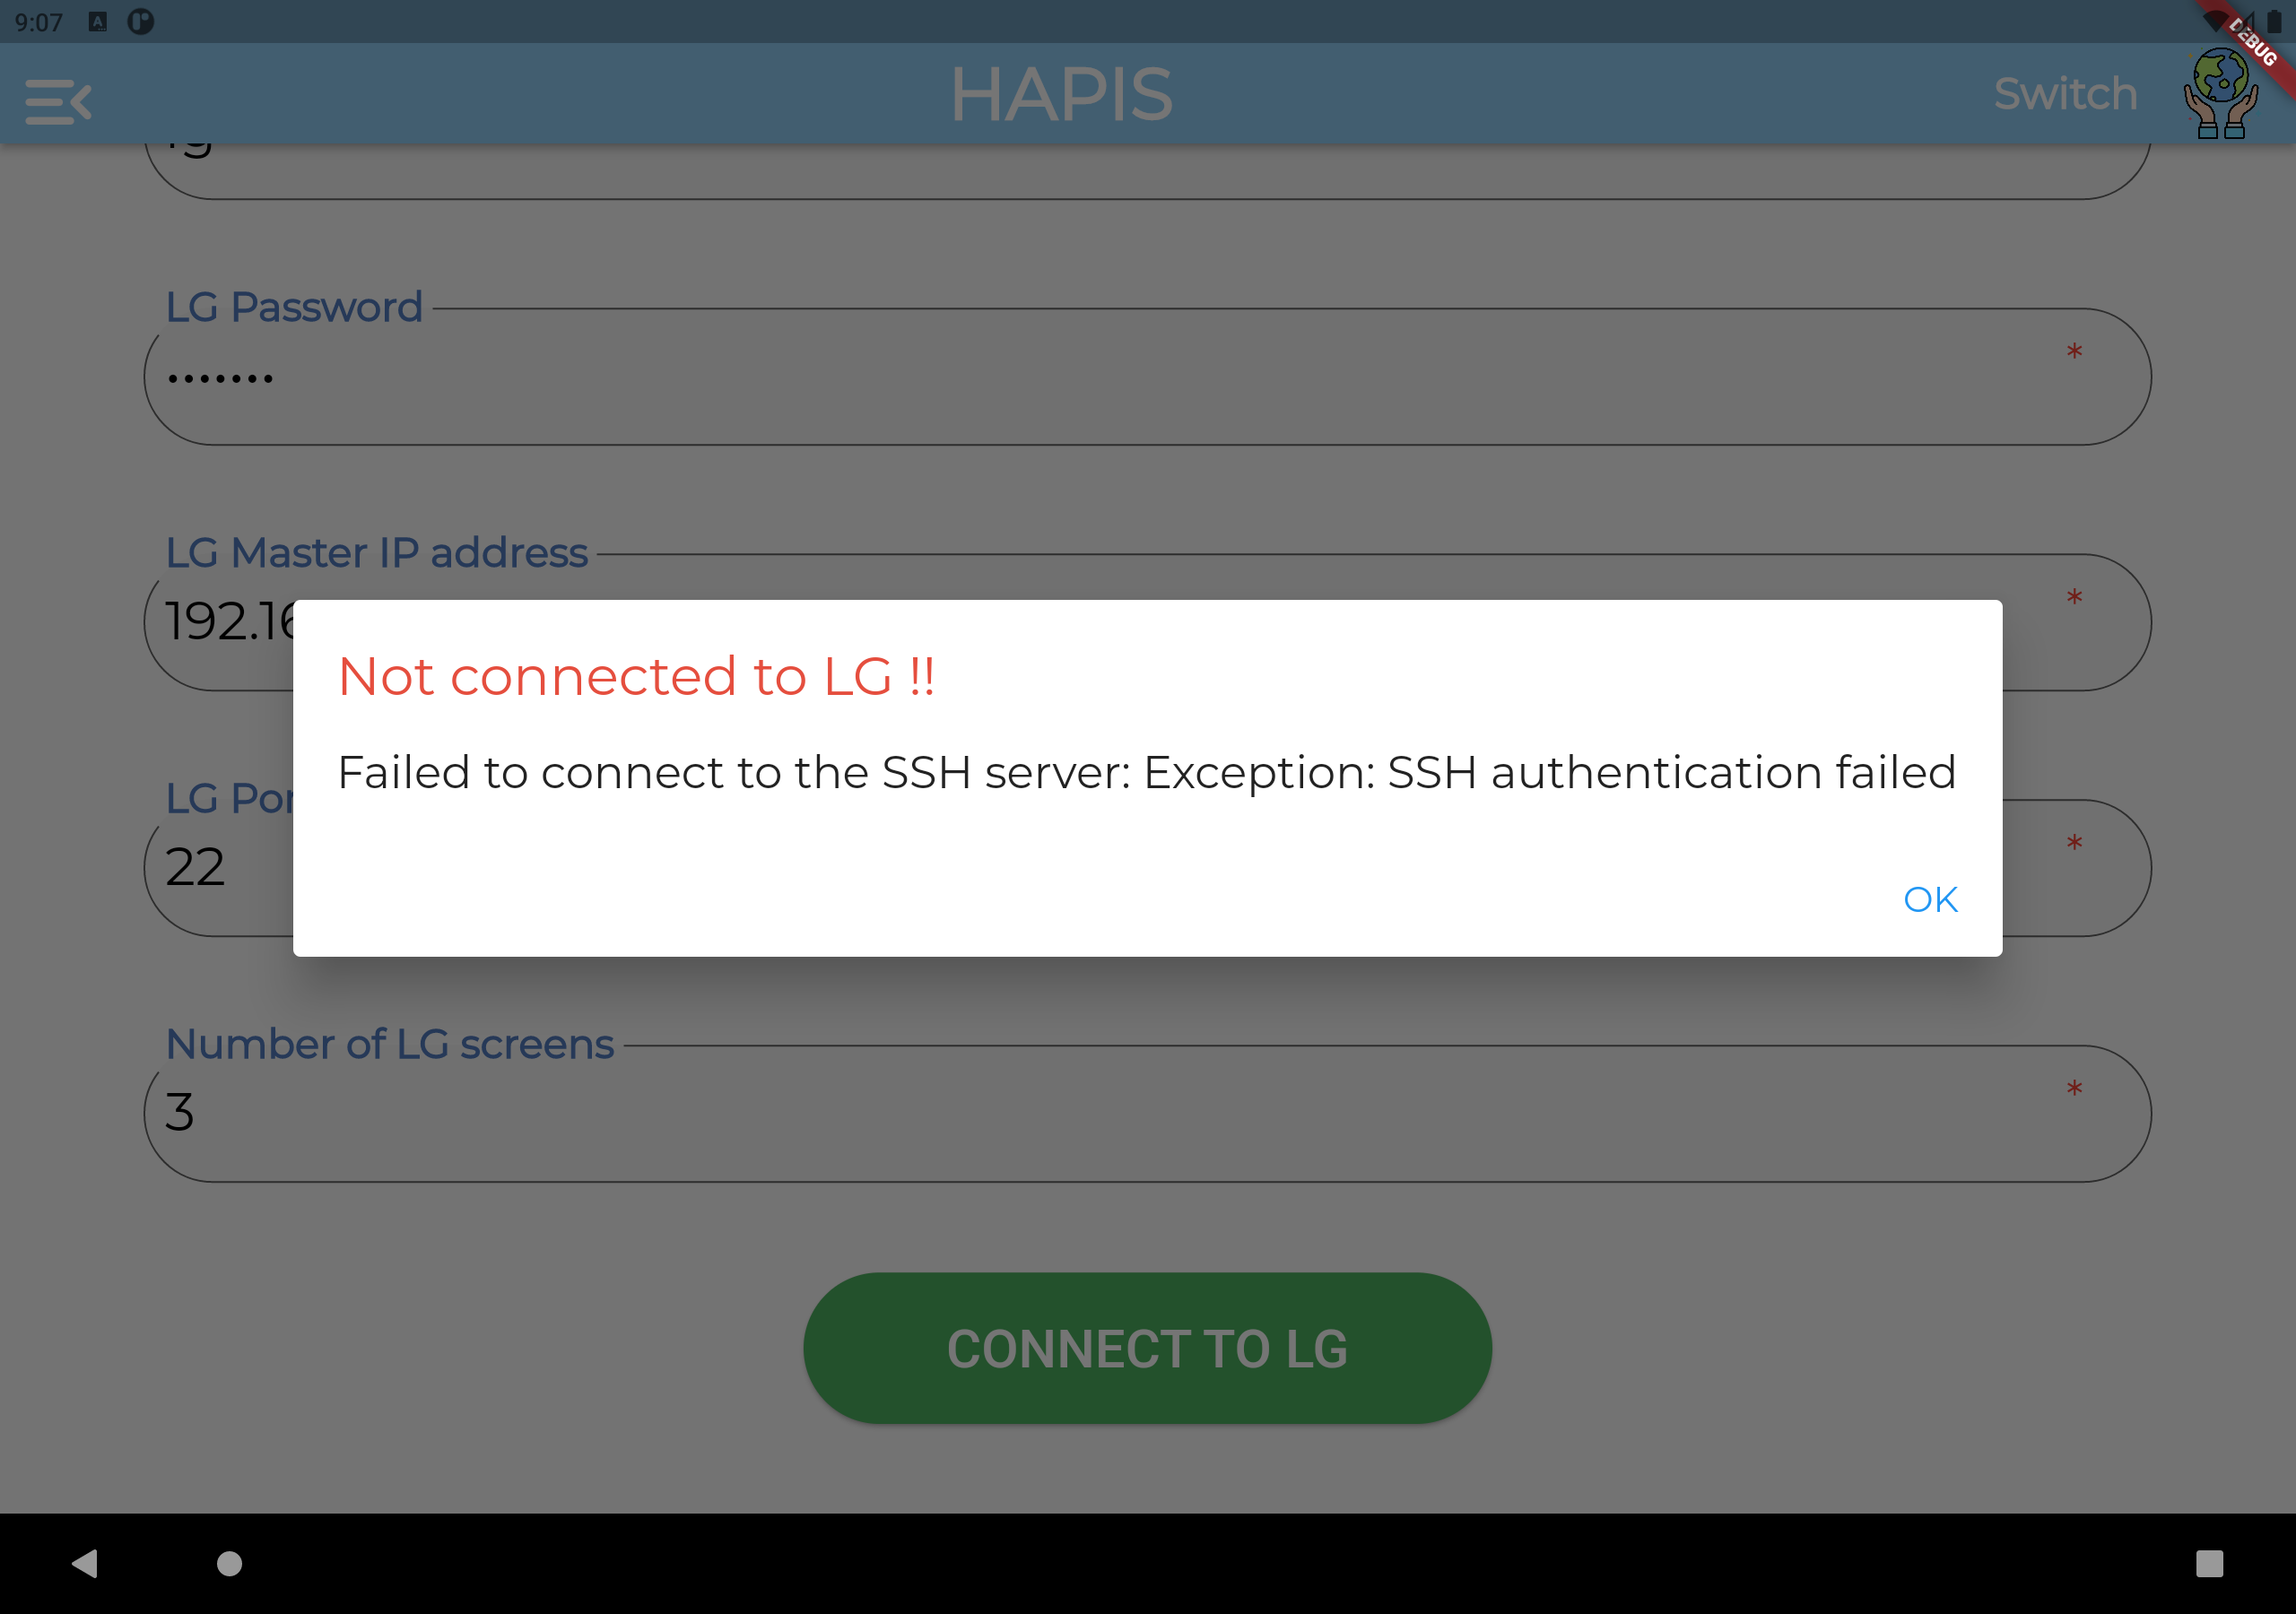 9:07
DEBUG
HAPIS
Switch
lg
LG Password
•••••••
*
LG Master IP address
192.16
*
Not connected to LG !!
Failed to connect to the SSH server: Exception: SSH authentication failed
OK
LG Por
22
*
Number of LG screens
3
*
CONNECT TO LG